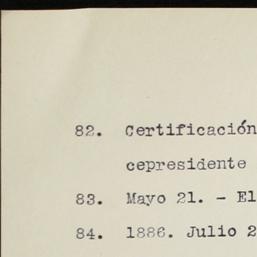 82. Certificación
cepresidente
83. Mayo 21. - El
84. 1886. Julio 2